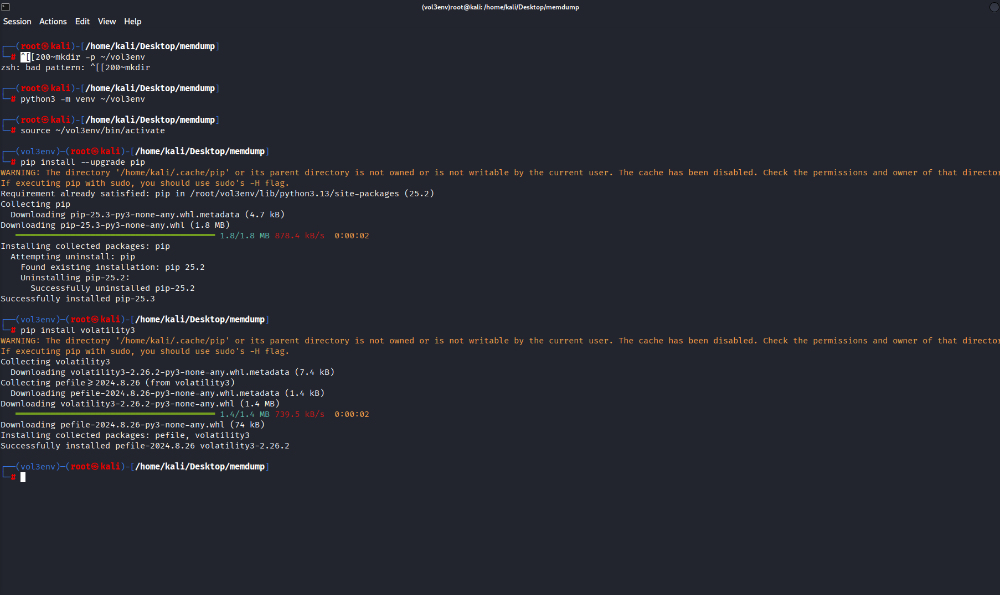 (vol3env)root@kali: /home/kali/Desktop/memdump
Session Actions Edit View Help
┌──(root㉿kali)-[/home/kali/Desktop/memdump]
└─# ^[[200~mkdir -p ~/vol3env
zsh: bad pattern: ^[[200~mkdir
┌──(root㉿kali)-[/home/kali/Desktop/memdump]
└─# python3 -m venv ~/vol3env
┌──(root㉿kali)-[/home/kali/Desktop/memdump]
└─# source ~/vol3env/bin/activate
┌──(vol3env)─(root㉿kali)-[/home/kali/Desktop/memdump]
└─# pip install --upgrade pip
WARNING: The directory '/home/kali/.cache/pip' or its parent directory is not owned or is not writable by the current user. The cache has been disabled. Check the permissions and owner of that director
If executing pip with sudo, you should use sudo's -H flag.
Requirement already satisfied: pip in /root/vol3env/lib/python3.13/site-packages (25.2)
Collecting pip
Downloading pip-25.3-py3-none-any.whl.metadata (4.7 kB)
Downloading pip-25.3-py3-none-any.whl (1.8 MB)
1.8/1.8 MB 878.4 kB/s 0:00:02
Installing collected packages: pip
Attempting uninstall: pip
Found existing installation: pip 25.2
Uninstalling pip-25.2:
Successfully uninstalled pip-25.2
Successfully installed pip-25.3
┌──(vol3env)─(root㉿kali)-[/home/kali/Desktop/memdump]
└─# pip install volatility3
WARNING: The directory '/home/kali/.cache/pip' or its parent directory is not owned or is not writable by the current user. The cache has been disabled. Check the permissions and owner of that director
If executing pip with sudo, you should use sudo's -H flag.
Collecting volatility3
Downloading volatility3-2.26.2-py3-none-any.whl.metadata (7.4 kB)
Collecting pefile>=2024.8.26 (from volatility3)
Downloading pefile-2024.8.26-py3-none-any.whl.metadata (1.4 kB)
Downloading volatility3-2.26.2-py3-none-any.whl (1.4 MB)
1.4/1.4 MB 739.5 kB/s 0:00:02
Downloading pefile-2024.8.26-py3-none-any.whl (74 kB)
Installing collected packages: pefile, volatility3
Successfully installed pefile-2024.8.26 volatility3-2.26.2
┌──(vol3env)─(root㉿kali)-[/home/kali/Desktop/memdump]
└─#